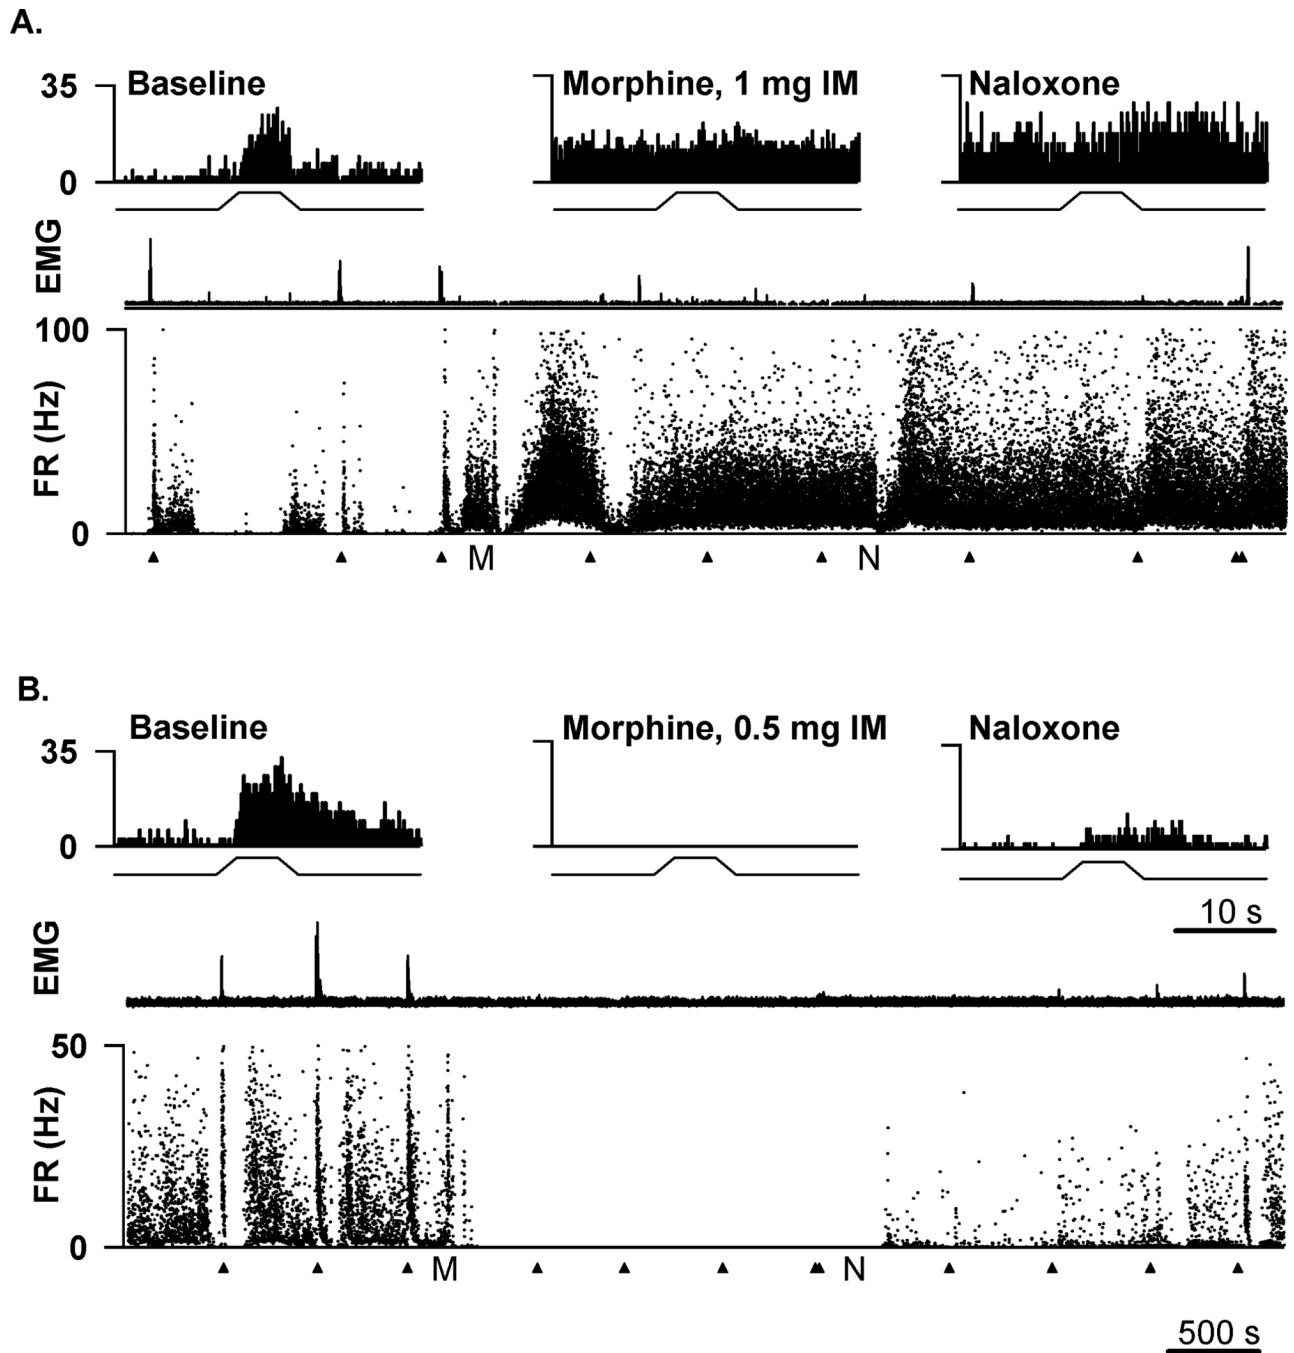 A.
Baseline
Morphine, 1 mg IM
Naloxone
35
0
EMG
100
FR (Hz)
0
M
N
B.
Baseline
Morphine, 0.5 mg IM
Naloxone
35
0
10 s
EMG
50
FR (Hz)
0
M
N
500 s